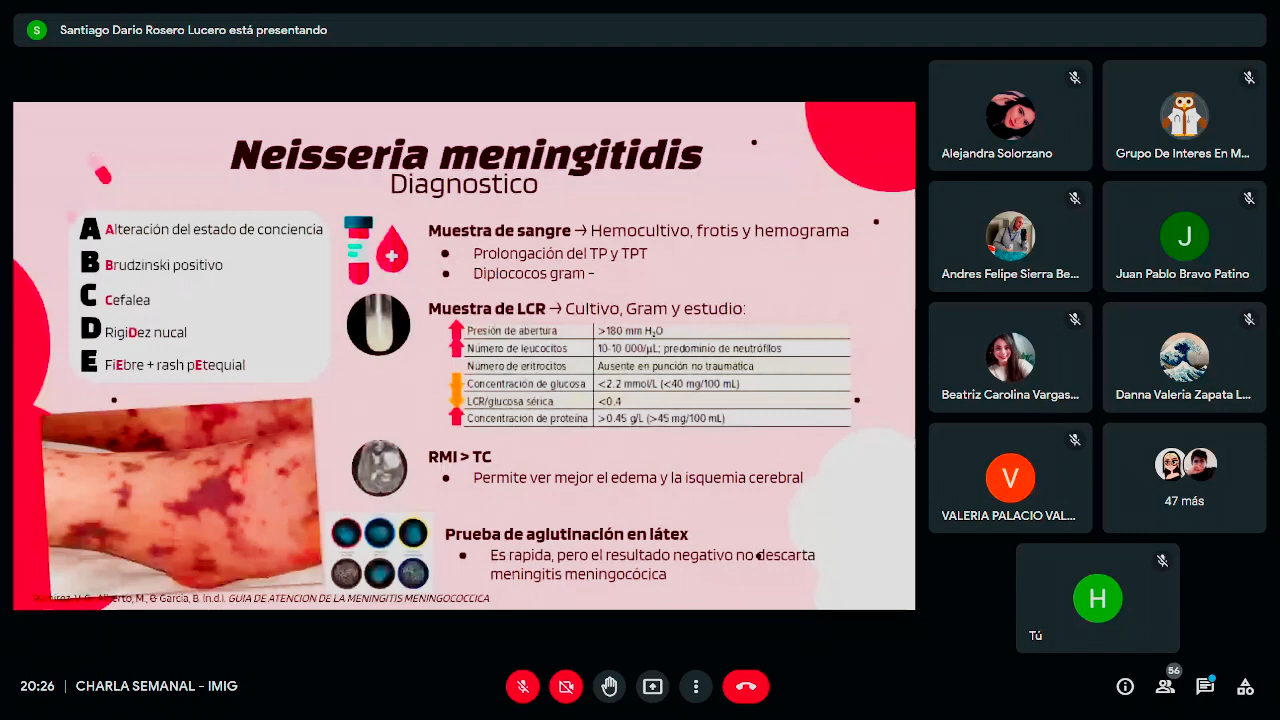 S
Santiago Dario Rosero Lucero está presentando
Neisseria meningitidis
Diagnostico
A Alteración del estado de conciencia
B Brudzinski positivo
C Cefalea
D RigiDez nucal
E FiEbre + rash pEtequial
Muestra de sangre → Hemocultivo, frotis y hemograma
● Prolongación del TP y TPT
● Diplococos gram -
Muestra de LCR → Cultivo, Gram y estudio:
Presión de abertura >180 mm H₂O
Número de leucocitos 10-10 000/μL; predominio de neutrófilos
Número de eritrocitos Ausente en punción no traumática
Concentración de glucosa <2.2 mmol/L (<40 mg/100 mL)
LCR/glucosa sérica <0.4
Concentración de proteína >0.45 g/L (>45 mg/100 mL)
RMI > TC
● Permite ver mejor el edema y la isquemia cerebral
Prueba de aglutinación en látex
● Es rapida, pero el resultado negativo no descarta
meningitis meningocócica
Alberto, M., & García, B. (n.d.). GUIA DE ATENCION DE LA MENINGITIS MENINGOCOCCICA
Alejandra Solorzano
Grupo De Interes En M...
Andres Felipe Sierra Be...
J
Juan Pablo Bravo Patino
Beatriz Carolina Vargas...
Danna Valeria Zapata L...
V
VALERIA PALACIO VAL...
47 más
H
Tú
20:26 | CHARLA SEMANAL - IMIG
56